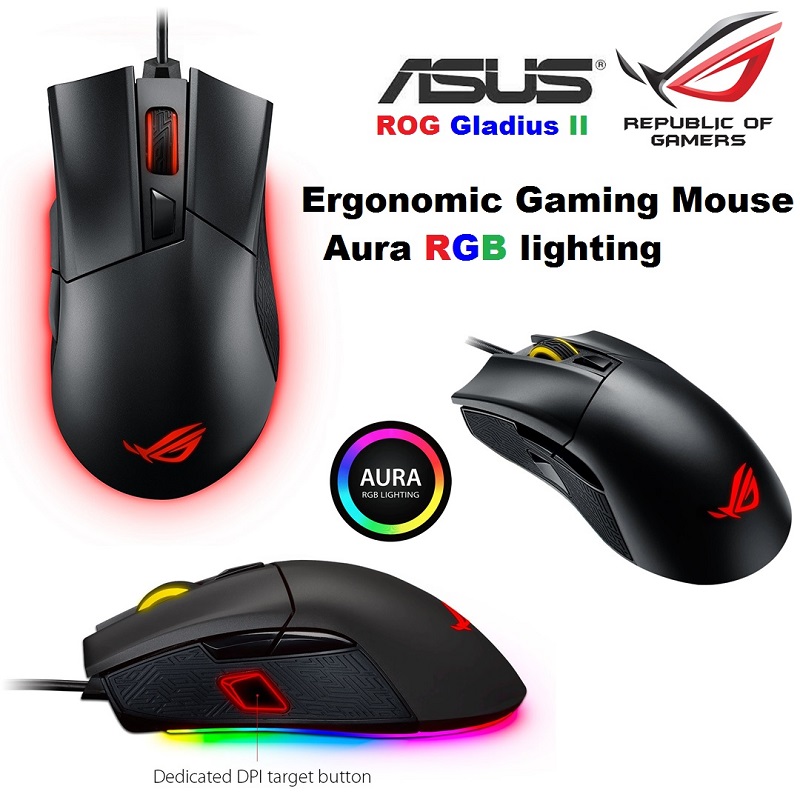 ASUS®
ROG Gladius II
REPUBLIC OF
GAMERS
Ergonomic Gaming Mouse
Aura RGB lighting
AURA
RGB LIGHTING
Dedicated DPI target button